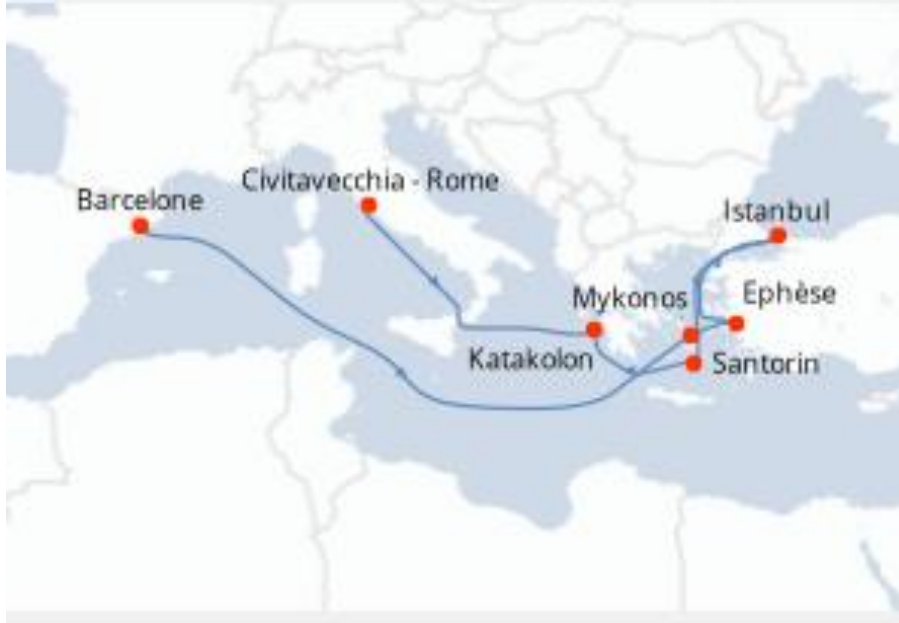 Civitavecchia - Rome
Barcelone
Istanbul
Mykonos
Ephèse
Katakolon
Santorin